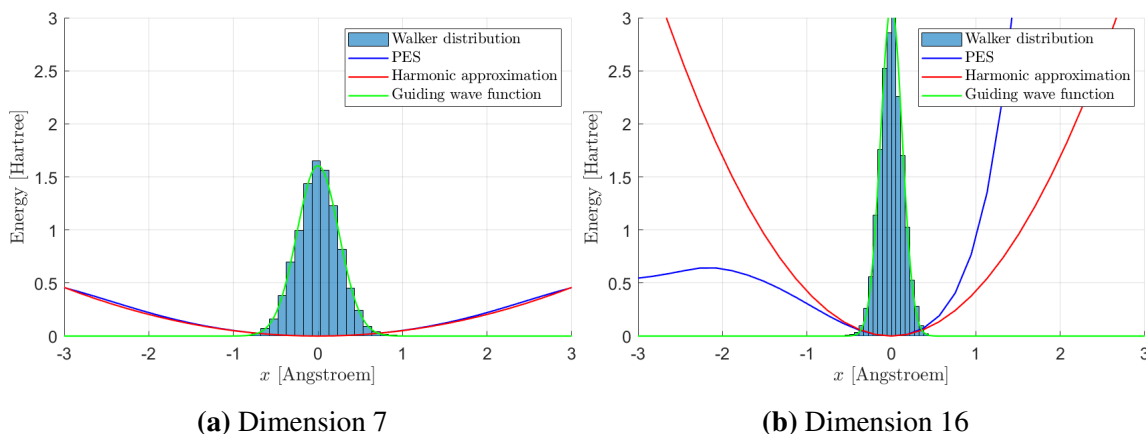 3
2.5
2
1.5
1
0.5
0
Energy [Hartree]
-3 -2 -1 0 1 2 3
x [Angstroem]
Walker distribution
PES
Harmonic approximation
Guiding wave function
(a) Dimension 7
3
2.5
2
1.5
1
0.5
0
Energy [Hartree]
-3 -2 -1 0 1 2 3
x [Angstroem]
Walker distribution
PES
Harmonic approximation
Guiding wave function
(b) Dimension 16